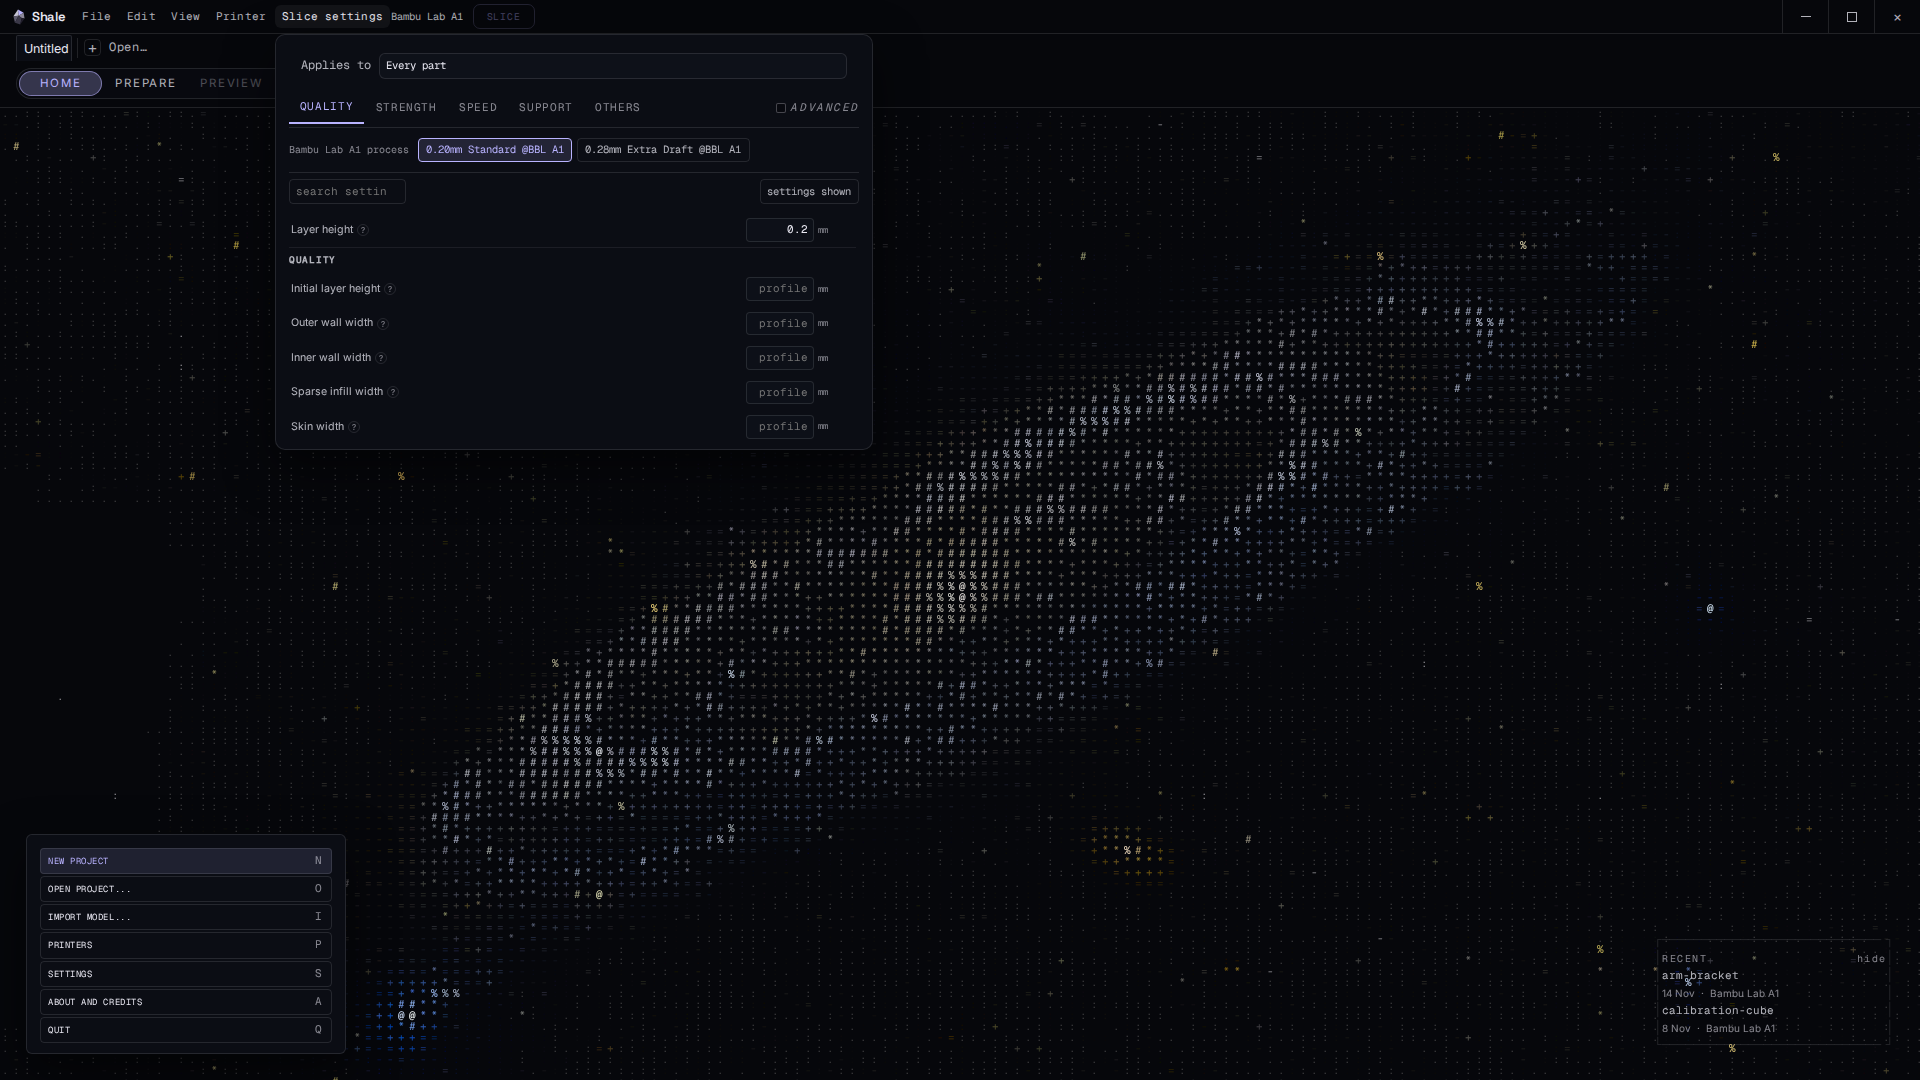 Shale File Edit View Printer Slice settings Bambu Lab A1 SLICE
Untitled + Open…
HOME PREPARE PREVIEW
Applies to Every part
QUALITY STRENGTH SPEED SUPPORT OTHERS ADVANCED
Bambu Lab A1 process 0.20mm Standard @BBL A1 0.28mm Extra Draft @BBL A1
search settin settings shown
Layer height ? 0.2 mm
QUALITY
Initial layer height ? profile mm
Outer wall width ? profile mm
Inner wall width ? profile mm
Sparse infill width ? profile mm
Skin width ? profile mm
NEW PROJECT N
OPEN PROJECT... O
IMPORT MODEL... I
PRINTERS P
SETTINGS S
ABOUT AND CREDITS A
QUIT Q
RECENT hide
arm-bracket
14 Nov · Bambu Lab A1
calibration-cube
8 Nov · Bambu Lab A1